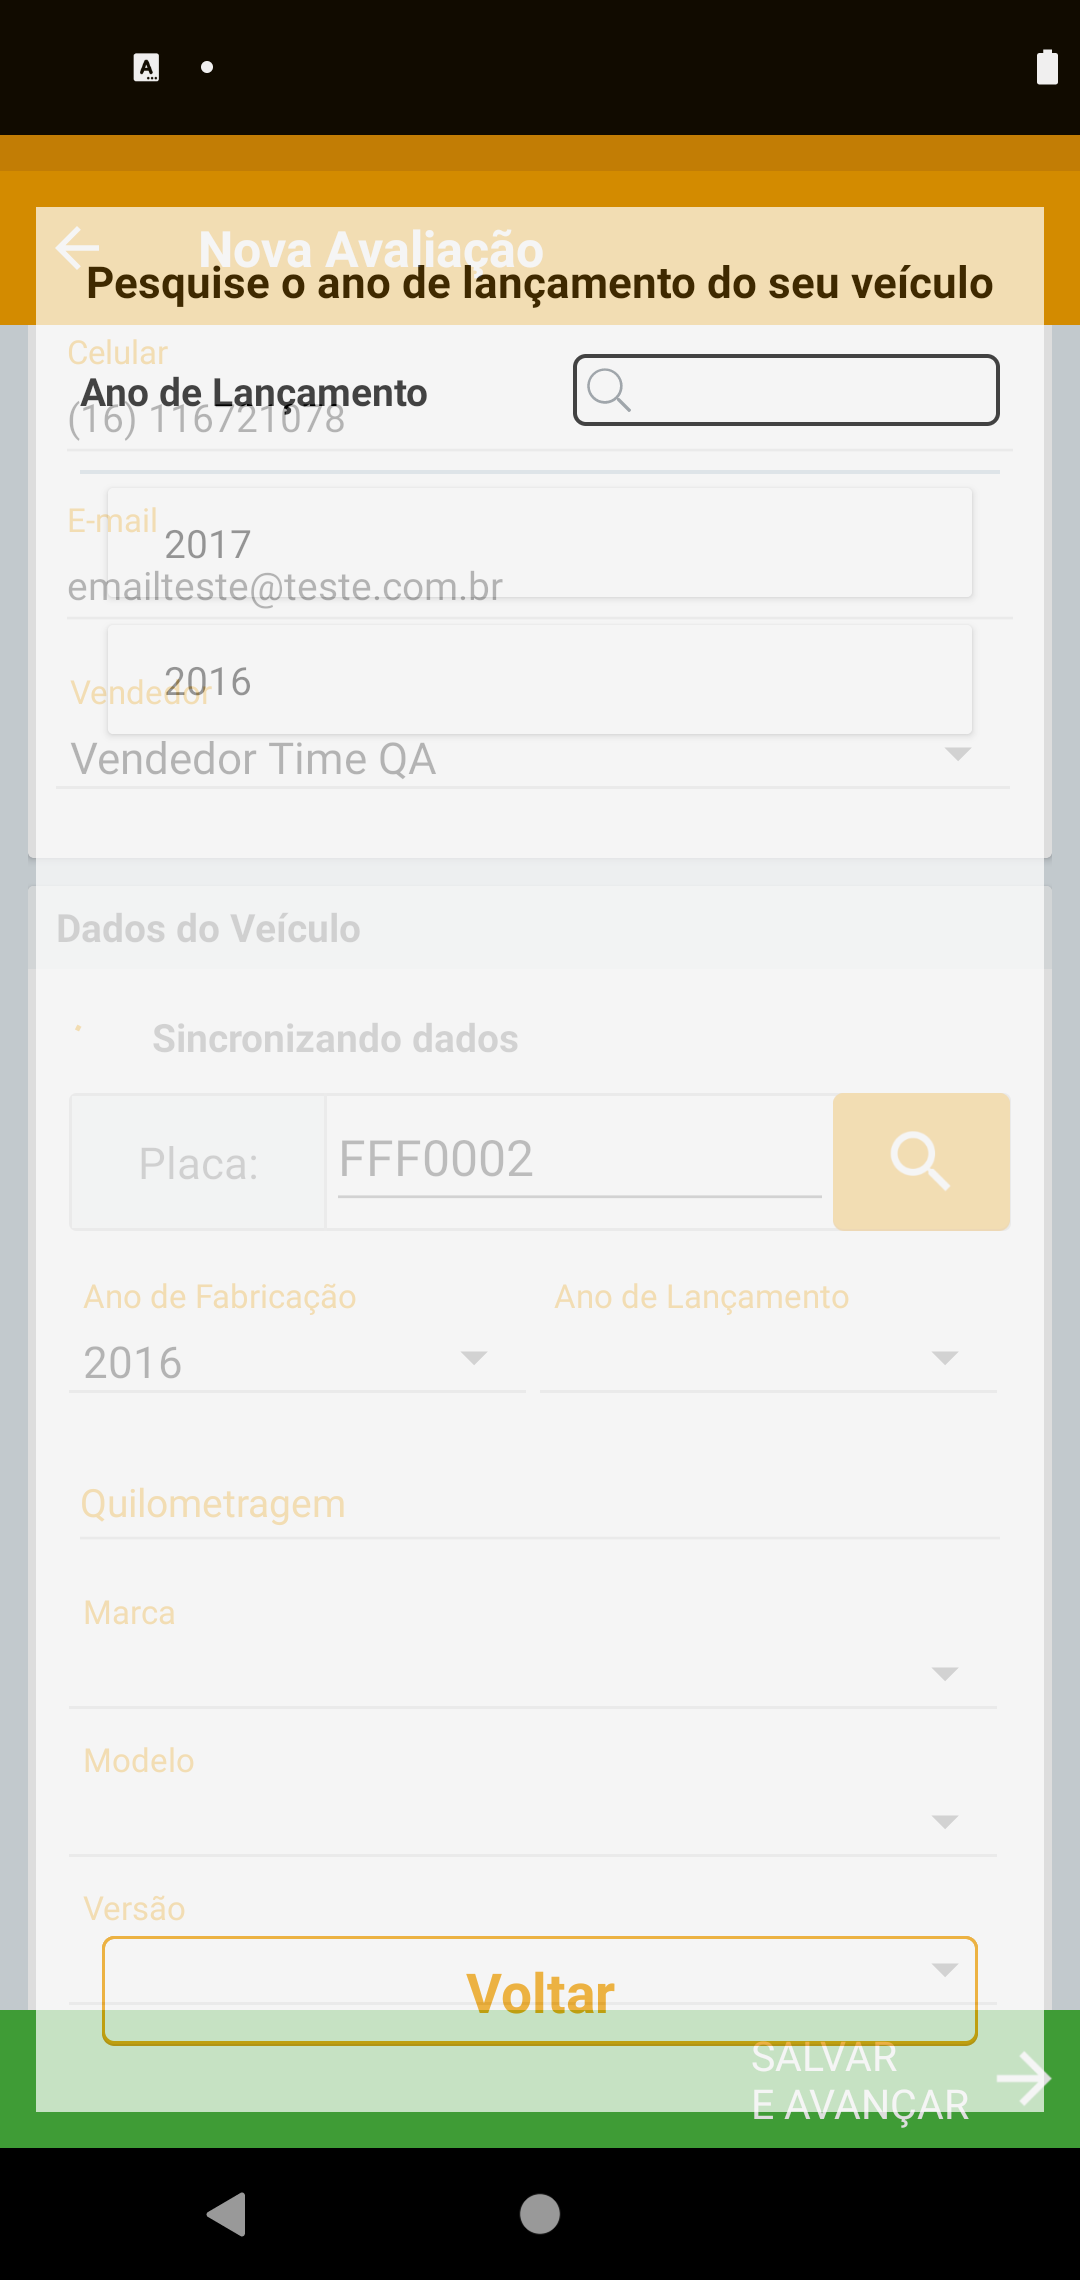 Nova Avaliação
Pesquise o ano de lançamento do seu veículo
Celular
Ano de Lançamento
(16) 116721078
E-mail
2017
emailteste@teste.com.br
2016
Vendedor
Vendedor Time QA
Dados do Veículo
Sincronizando dados
Placa:
FFF0002
Ano de Fabricação
Ano de Lançamento
2016
Quilometragem
Marca
Modelo
Versão
Voltar
SALVAR
E AVANÇAR